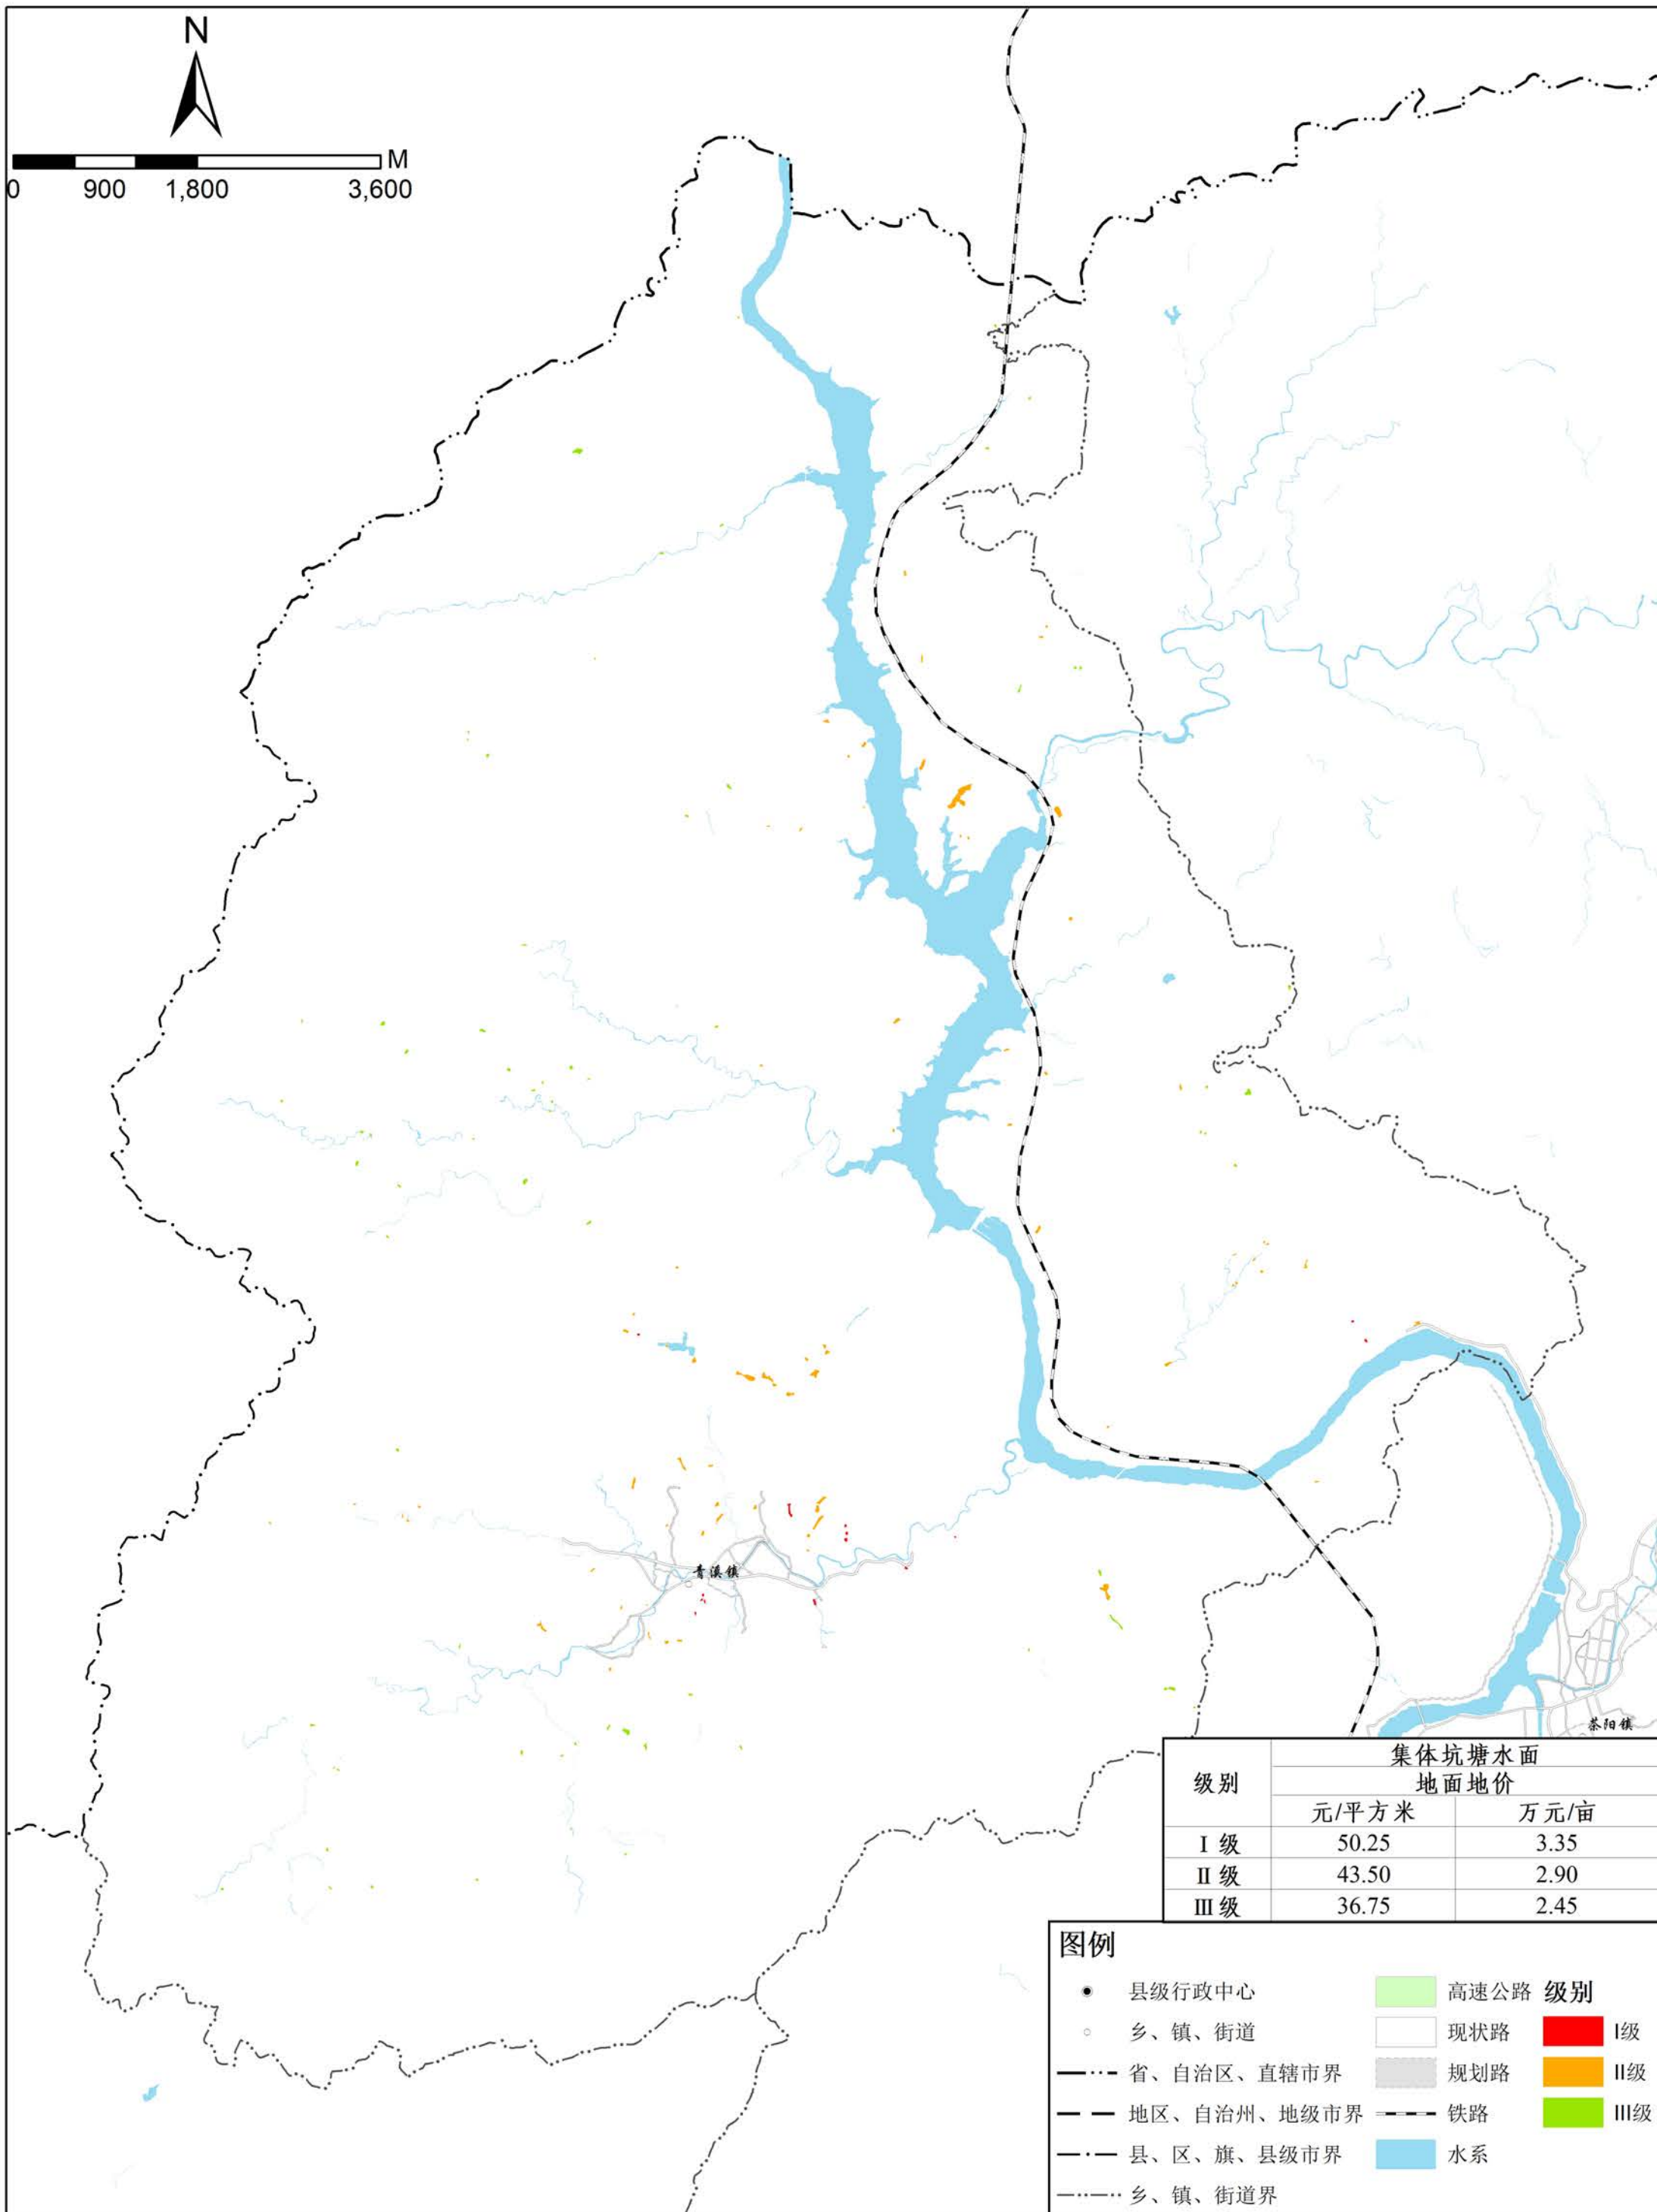 N
M
0 900 1,800 3,600
青溪镇
茶阳镇
级别 集体坑塘水面
地面地价
元/平方米 万元/亩
Ⅰ 级 50.25 3.35
Ⅱ 级 43.50 2.90
Ⅲ 级 36.75 2.45
图例
县级行政中心 高速公路 级别
乡、镇、街道 现状路 I级
省、自治区、直辖市界 规划路 II级
地区、自治州、地级市界 铁路 III级
县、区、旗、县级市界 水系
乡、镇、街道界